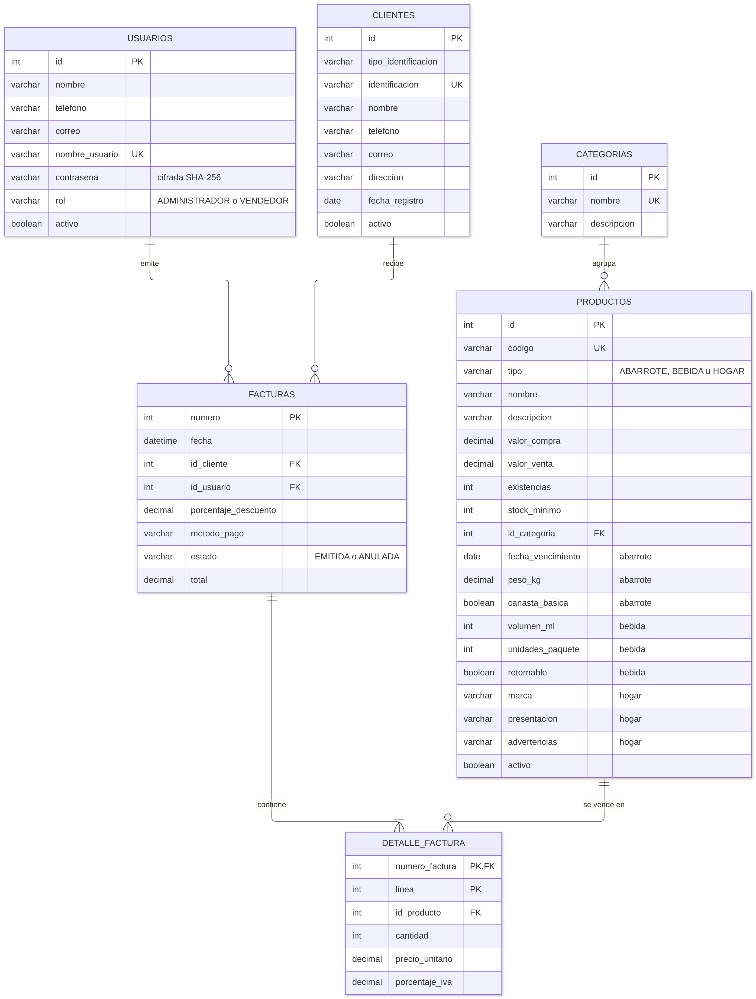 CLIENTES
int id PK
varchar tipo_identificacion
varchar identificacion UK
varchar nombre
varchar telefono
varchar correo
varchar direccion
date fecha_registro
boolean activo
USUARIOS
int id PK
varchar nombre
varchar telefono
varchar correo
varchar nombre_usuario UK
varchar contrasena cifrada SHA-256
varchar rol ADMINISTRADOR o VENDEDOR
boolean activo
CATEGORIAS
int id PK
varchar nombre UK
varchar descripcion
emite
recibe
agrupa
PRODUCTOS
int id PK
varchar codigo UK
varchar tipo ABARROTE, BEBIDA u HOGAR
varchar nombre
varchar descripcion
decimal valor_compra
decimal valor_venta
int existencias
int stock_minimo
int id_categoria FK
date fecha_vencimiento abarrote
decimal peso_kg abarrote
boolean canasta_basica abarrote
int volumen_ml bebida
int unidades_paquete bebida
boolean retornable bebida
varchar marca hogar
varchar presentacion hogar
varchar advertencias hogar
boolean activo
FACTURAS
int numero PK
datetime fecha
int id_cliente FK
int id_usuario FK
decimal porcentaje_descuento
varchar metodo_pago
varchar estado EMITIDA o ANULADA
decimal total
contiene
se vende en
DETALLE_FACTURA
int numero_factura PK,FK
int linea PK
int id_producto FK
int cantidad
decimal precio_unitario
decimal porcentaje_iva